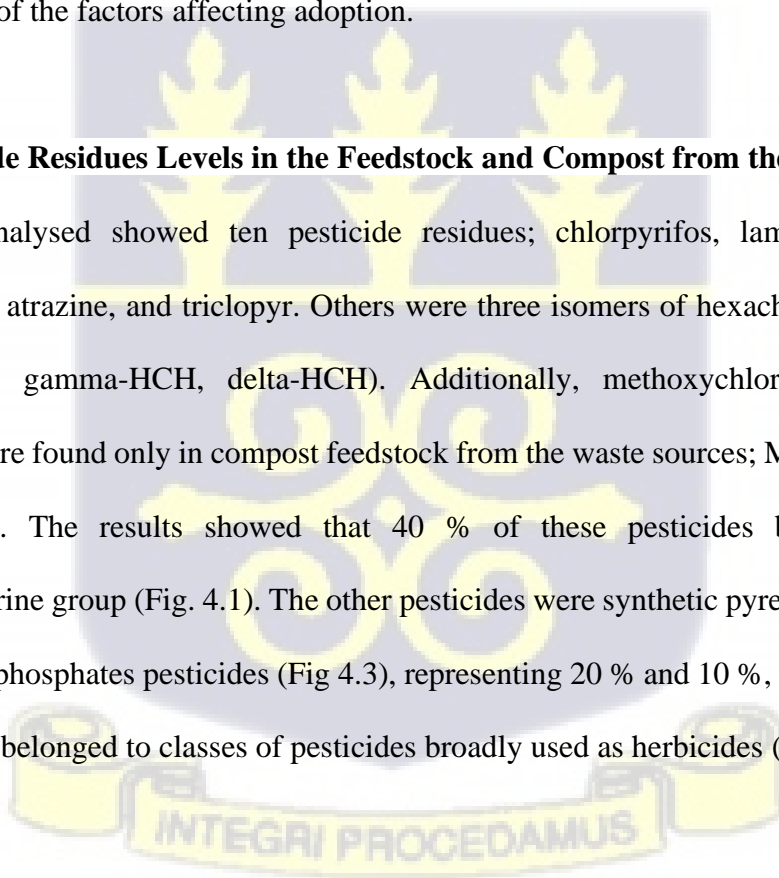 of the factors affecting adoption.
de Residues Levels in the Feedstock and Compost from the
nalysed showed ten pesticide residues; chlorpyrifos, lam
atrazine, and triclopyr. Others were three isomers of hexach
gamma-HCH, delta-HCH). Additionally, methoxychlor
re found only in compost feedstock from the waste sources; M
. The results showed that 40 % of these pesticides b
rine group (Fig. 4.1). The other pesticides were synthetic pyre
phosphates pesticides (Fig 4.3), representing 20 % and 10 %,
belonged to classes of pesticides broadly used as herbicides (
INTEGRI PROCEDAMUS